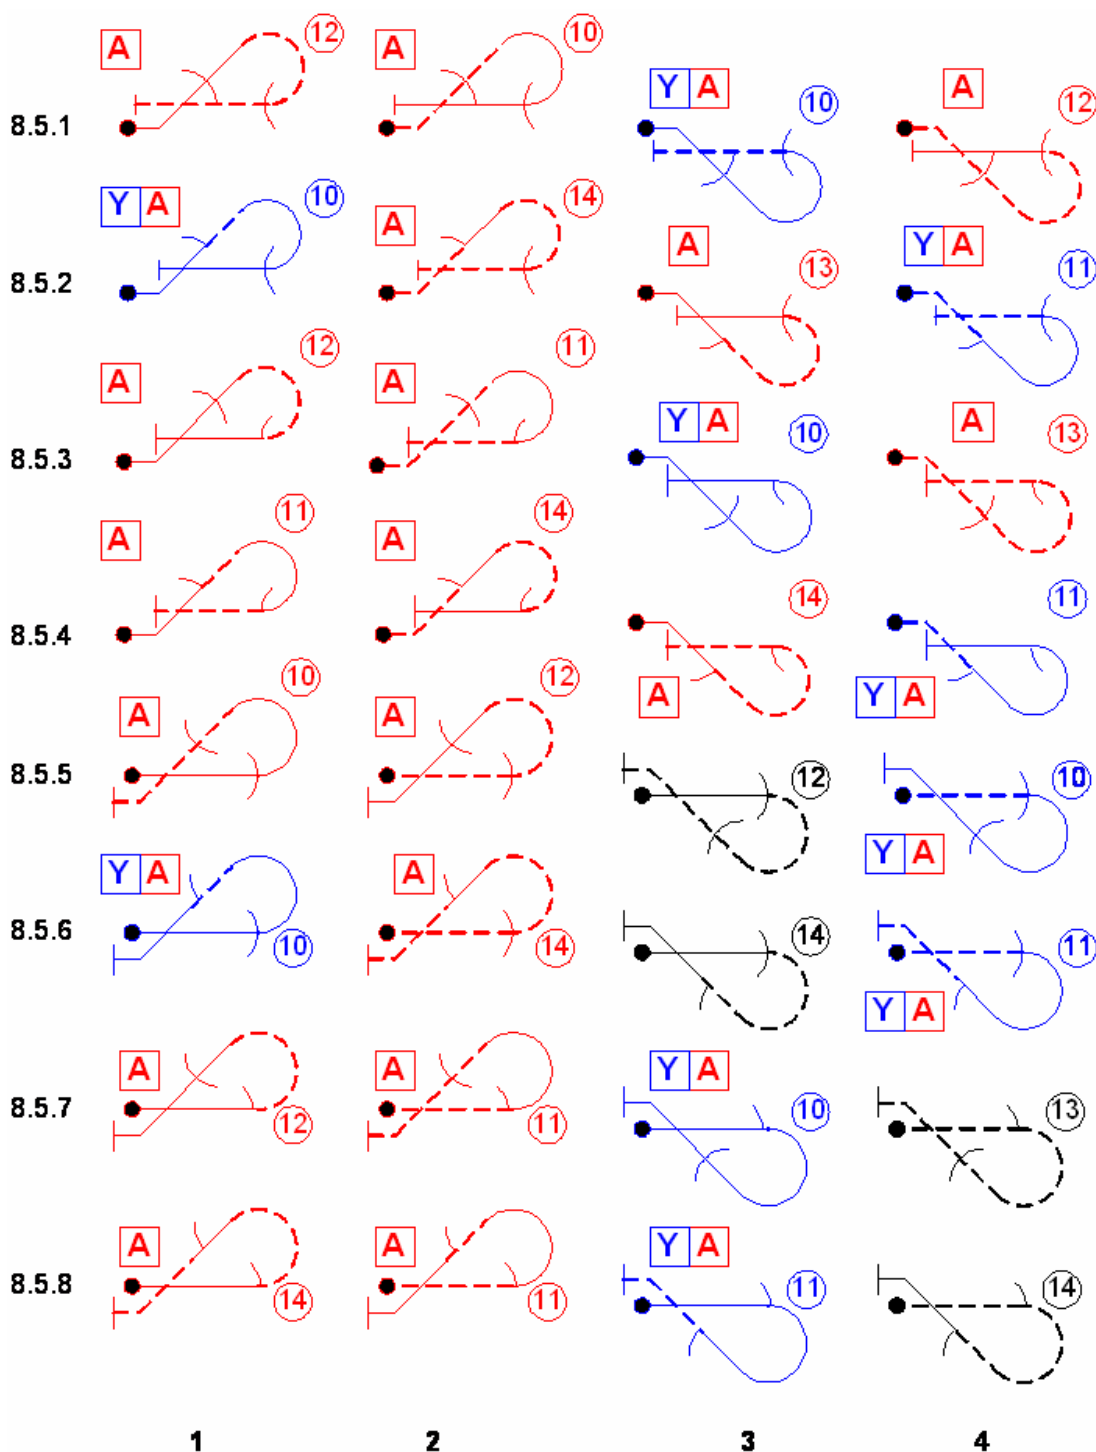 A 12 A 10
Y A 10 A 12
8.5.1
Y A 10 A 14
A 13 Y A 11
8.5.2
A 12 A 11
Y A 10 A 13
8.5.3
A 11 A 14
8.5.4
14 11
A Y A
A 10 A 12
8.5.5
12 10
Y A
Y A A
8.5.6
10 14 14 11
Y A
Y A
A A 10 13
8.5.7
12 11
Y A
A A
8.5.8
14 11 11 14
1 2 3 4